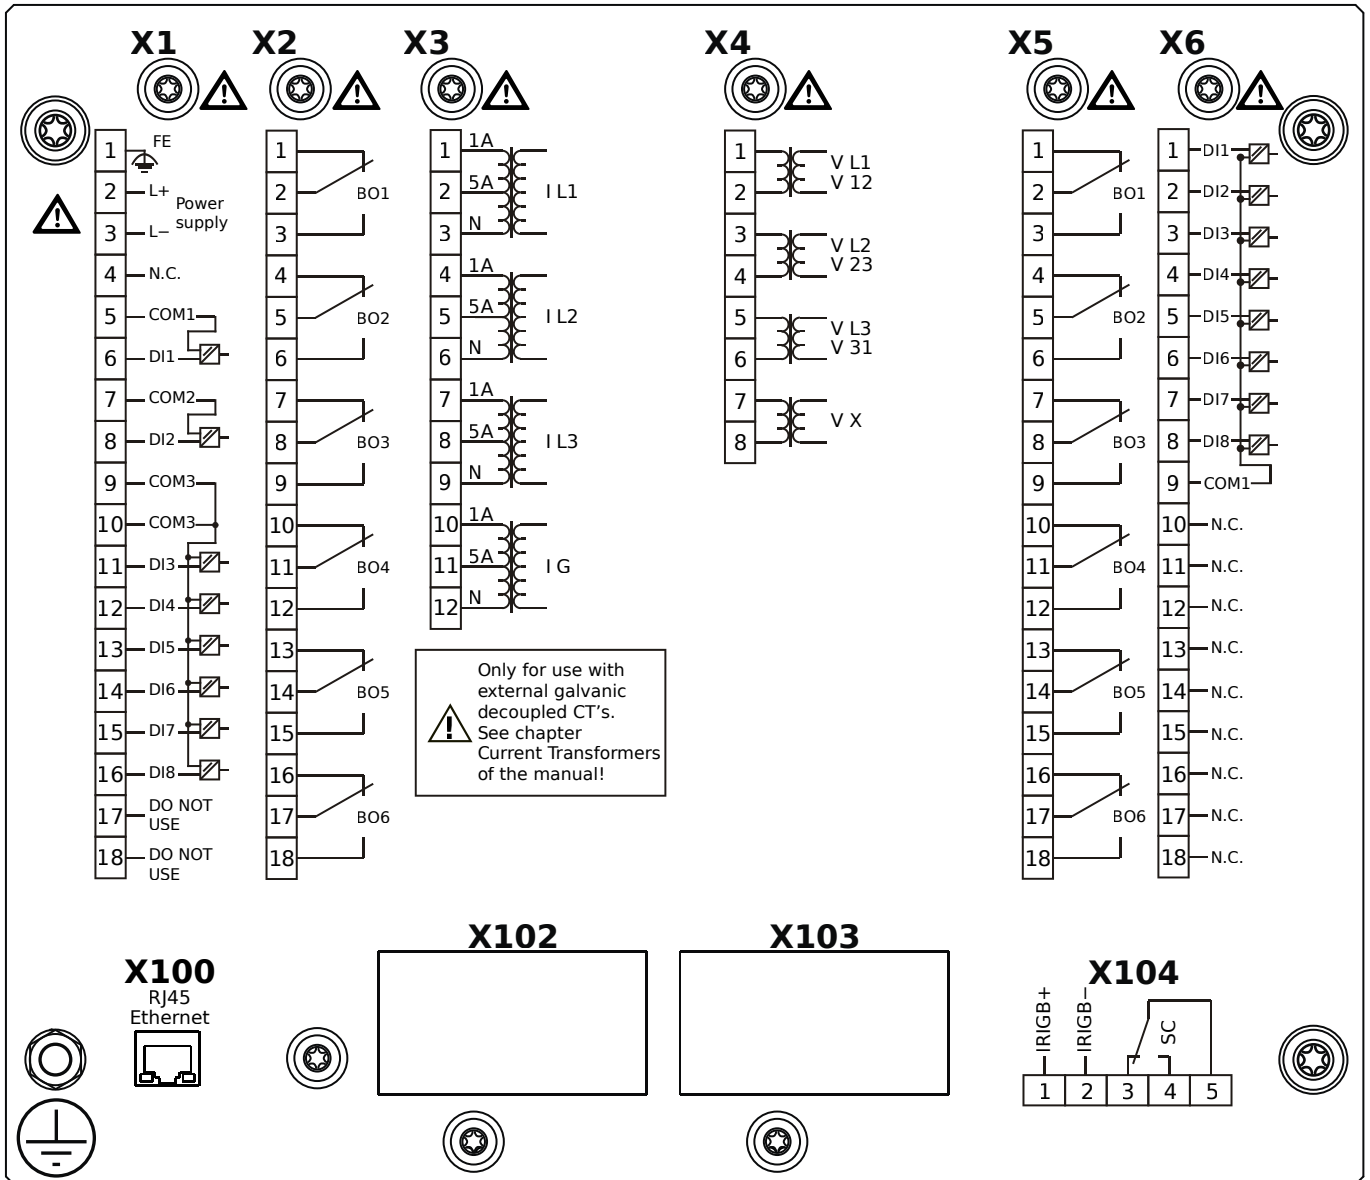 X1 X2 X3 X4 X5 X6
1 FE
2 L+
Power
supply
3 L−
4 N.C.
5 COM1
6 DI1
7 COM2
8 DI2
9 COM3
10 COM3
11 DI3
12 DI4
13 DI5
14 DI6
15 DI7
16 DI8
17 DO NOT
USE
18 DO NOT
USE
1
2 BO1
3
4
5 BO2
6
7
8 BO3
9
10
11 BO4
12
13
14 BO5
15
16
17 BO6
18
1 1A
2 5A I L1
3 N
4 1A
5 5A I L2
6 N
7 1A
8 5A I L3
9 N
10 1A
11 5A I G
12 N
Only for use with
external galvanic
decoupled CT's.
See chapter
Current Transformers
of the manual!
1 V L1
2 V 12
3 V L2
4 V 23
5 V L3
6 V 31
7 V X
8
1
2 BO1
3
4
5 BO2
6
7
8 BO3
9
10
11 BO4
12
13
14 BO5
15
16
17 BO6
18
1 DI1
2 DI2
3 DI3
4 DI4
5 DI5
6 DI6
7 DI7
8 DI8
9 COM1
10 N.C.
11 N.C.
12 N.C.
13 N.C.
14 N.C.
15 N.C.
16 N.C.
17 N.C.
18 N.C.
X100
RJ45
Ethernet
X102
X103
X104
IRIGB+
IRIGB−
SC
1 2 3 4 5